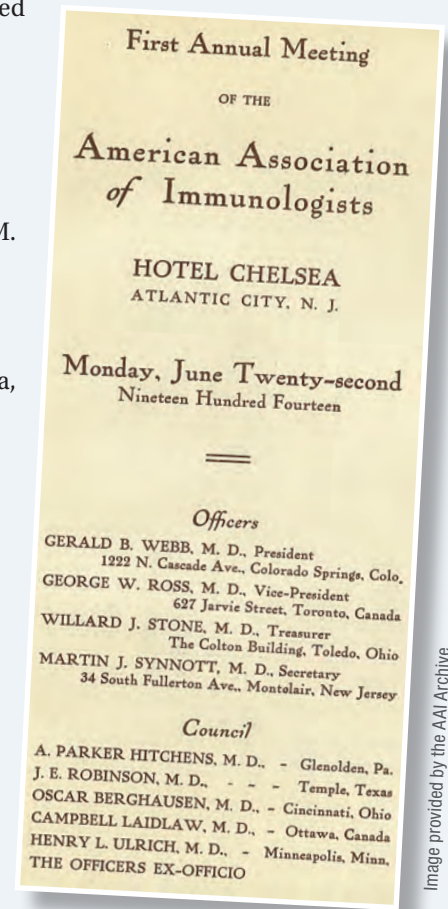 ed
M.
a,
First Annual Meeting
OF THE
American Association
of Immunologists
HOTEL CHELSEA
ATLANTIC CITY, N. J.
Monday, June Twenty-second
Nineteen Hundred Fourteen
Officers
GERALD B. WEBB, M. D., President
1222 N. Cascade Ave., Colorado Springs, Colo.
GEORGE W. ROSS, M. D., Vice-President
627 Jarvie Street, Toronto, Canada
WILLARD J. STONE, M. D., Treasurer
The Colton Building, Toledo, Ohio
MARTIN J. SYNNOTT, M. D., Secretary
34 South Fullerton Ave., Montclair, New Jersey
Council
A. PARKER HITCHENS, M. D., - Glenolden, Pa.
J. E. ROBINSON, M. D., - - - Temple, Texas
OSCAR BERGHAUSEN, M. D., - Cincinnati, Ohio
CAMPBELL LAIDLAW, M. D., - Ottawa, Canada
HENRY L. ULRICH, M. D., - Minneapolis, Minn.
THE OFFICERS EX-OFFICIO
Image provided by the AAI Archive